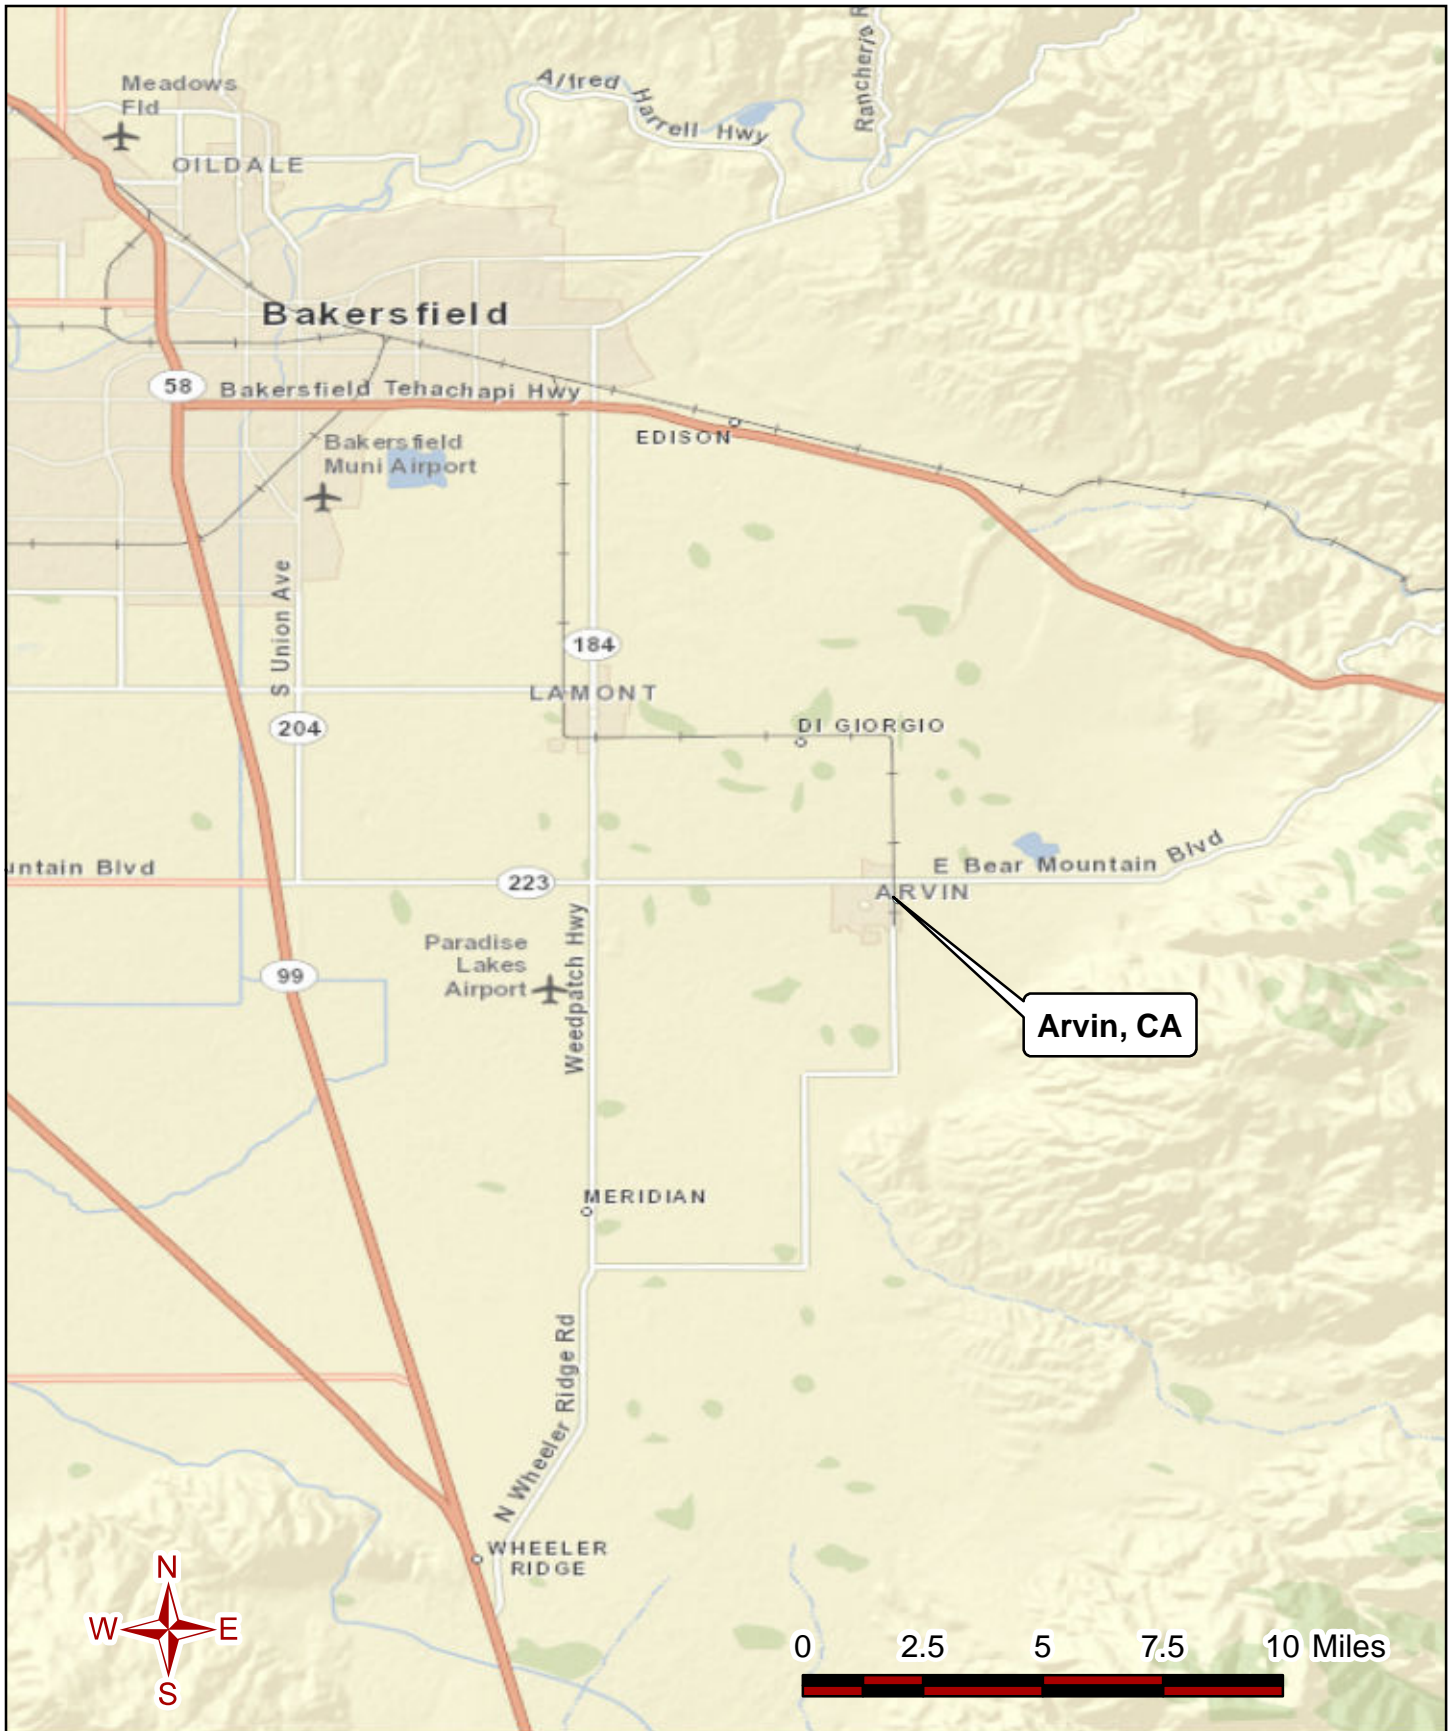 Meadows
Fld
OILDALE
Alfred Harrell Hwy
Bakersfield
58
Bakersfield Tehachapi Hwy
EDISON
Bakersfield
Muni Airport
S Union Ave
184
LAMONT
204
DI GIORGIO
untain Blvd
223
E Bear Mountain Blvd
ARVIN
Paradise
Lakes
Airport
Weedpatch Hwy
99
Arvin, CA
MERIDIAN
N Wheeler Ridge Rd
WHEELER
RIDGE
N
W E
S
0 2.5 5 7.5 10 Miles